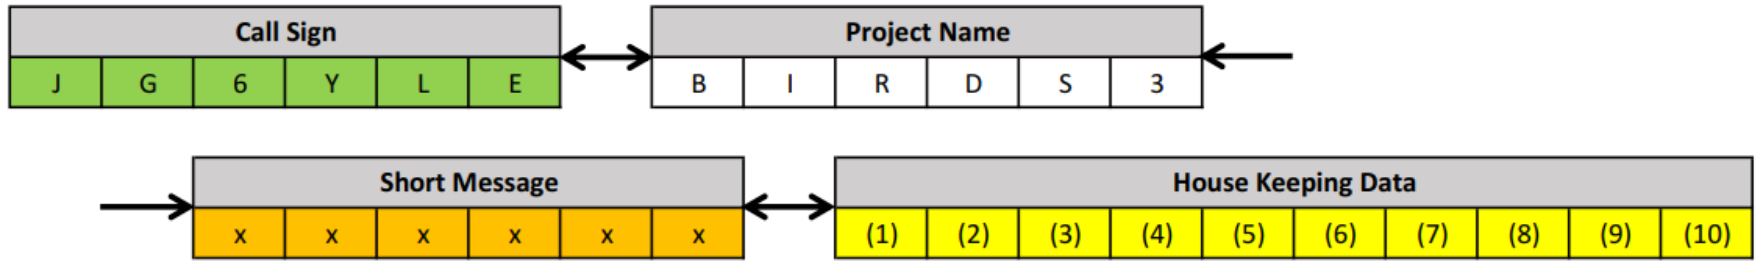 Call Sign Project Name
J G 6 Y L E B I R D S 3
Short Message House Keeping Data
x x x x x x (1) (2) (3) (4) (5) (6) (7) (8) (9) (10)